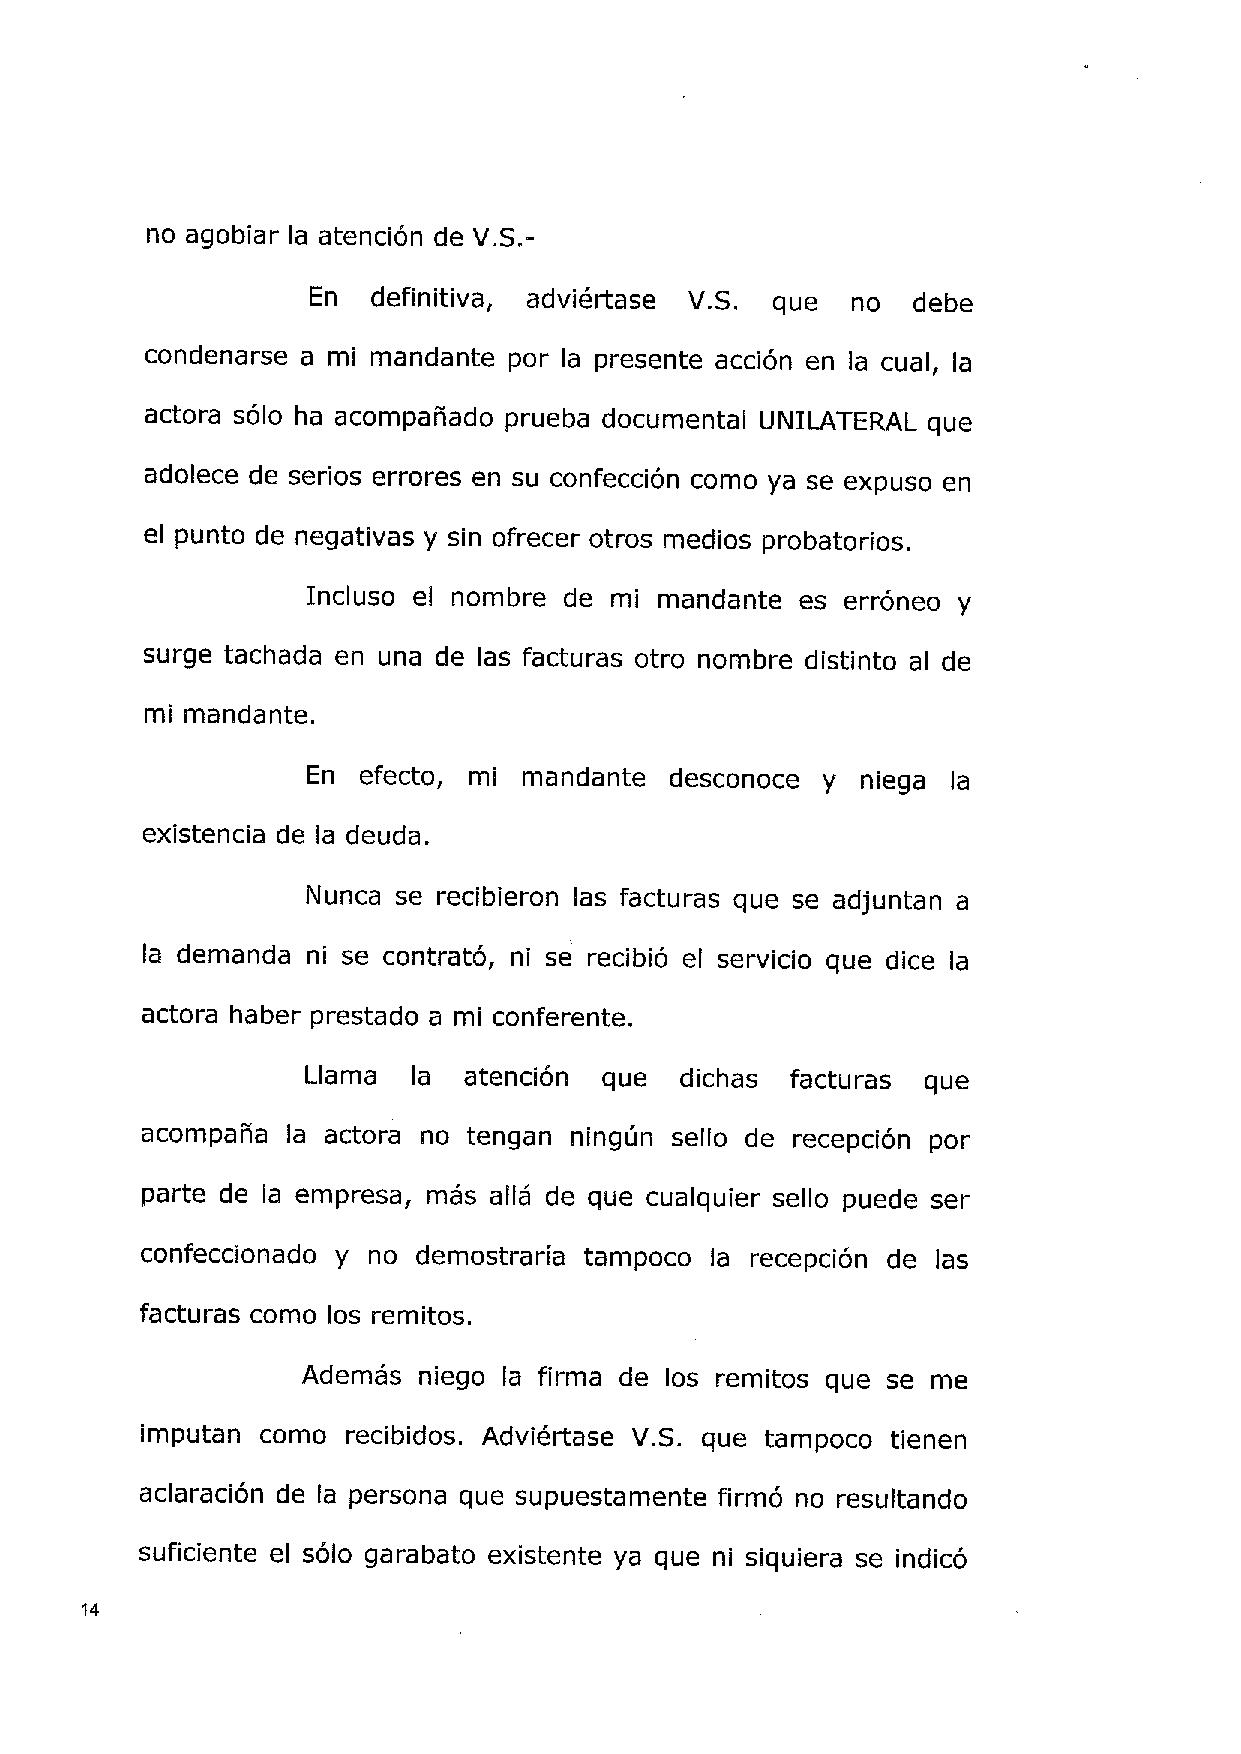 no agobiar la atención de V.S.-
En definitiva, adviértase V.S. que no debe
condenarse a mi mandante por la presente acción en la cual, la
actora sólo ha acompañado prueba documental UNILATERAL que
adolece de serios errores en su confección como ya se expuso en
el punto de negativas y sin ofrecer otros medios probatorios.
Incluso el nombre de mi mandante es erróneo y
surge tachada en una de las facturas otro nombre distinto al de
mi mandante.
En efecto, mi mandante desconoce y niega la
existencia de la deuda.
Nunca se recibieron las facturas que se adjuntan a
la demanda ni se contrató, ni se recibió el servicio que dice la
actora haber prestado a mi conferente.
Llama la atención que dichas facturas que
acompaña la actora no tengan ningún sello de recepción por
parte de la empresa, más allá de que cualquier sello puede ser
confeccionado y no demostraría tampoco la recepción de las
facturas como los remitos.
Además niego la firma de los remitos que se me
imputan como recibidos. Adviértase V.S. que tampoco tienen
aclaración de la persona que supuestamente firmó no resultando
suficiente el sólo garabato existente ya que ni siquiera se indicó
14